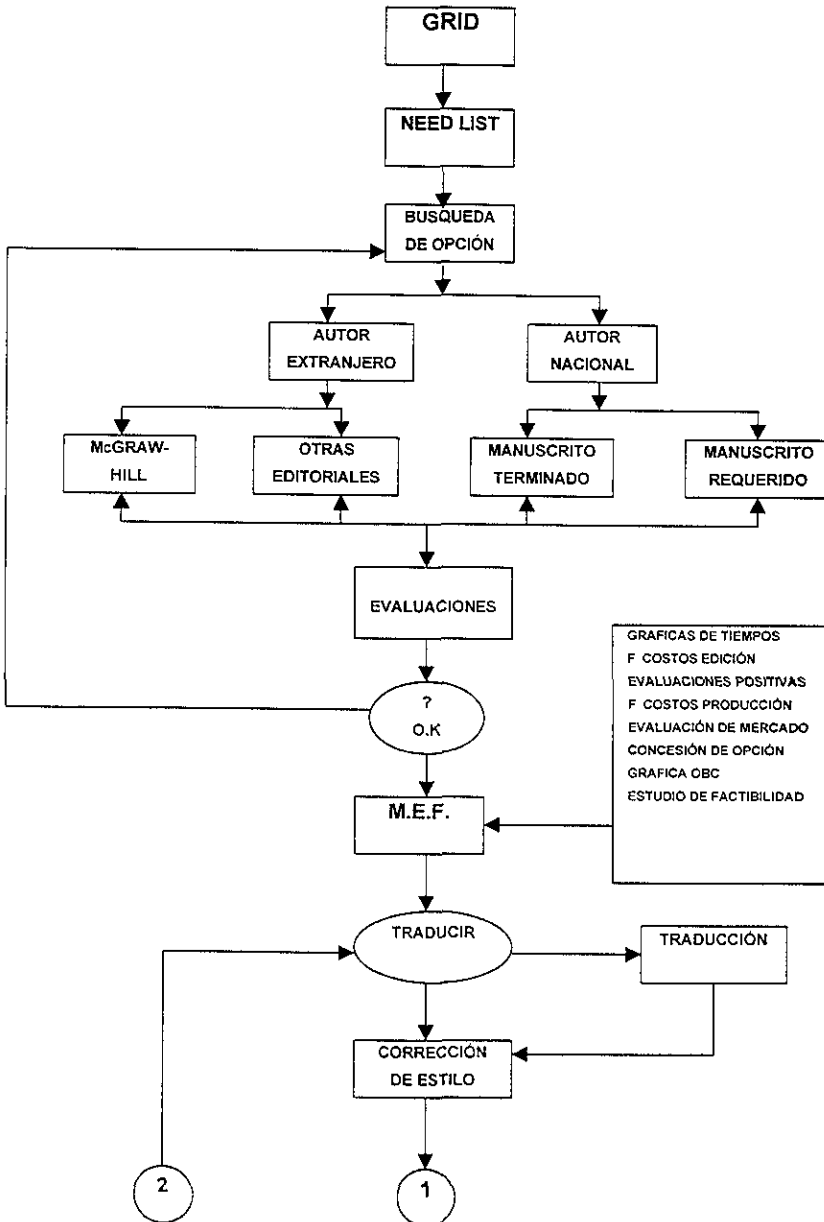 GRID
NEED LIST
BUSQUEDA
DE OPCIÓN
AUTOR
EXTRANJERO
AUTOR
NACIONAL
McGRAW-
HILL
OTRAS
EDITORIALES
MANUSCRITO
TERMINADO
MANUSCRITO
REQUERIDO
EVALUACIONES
GRAFICAS DE TIEMPOS
F COSTOS EDICIÓN
EVALUACIONES POSITIVAS
F COSTOS PRODUCCIÓN
EVALUACIÓN DE MERCADO
CONCESIÓN DE OPCIÓN
GRAFICA OBC
ESTUDIO DE FACTIBILIDAD
?
O.K
M.E.F.
TRADUCIR
TRADUCCIÓN
CORRECCIÓN
DE ESTILO
2
1